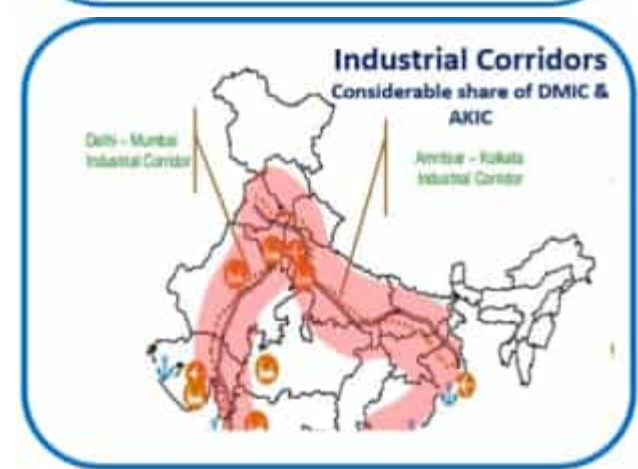 Industrial Corridors
Considerable share of DMIC &
AKIC
Delhi – Mumbai
Industrial Corridor
Amritsar – Kolkata
Industrial Corridor